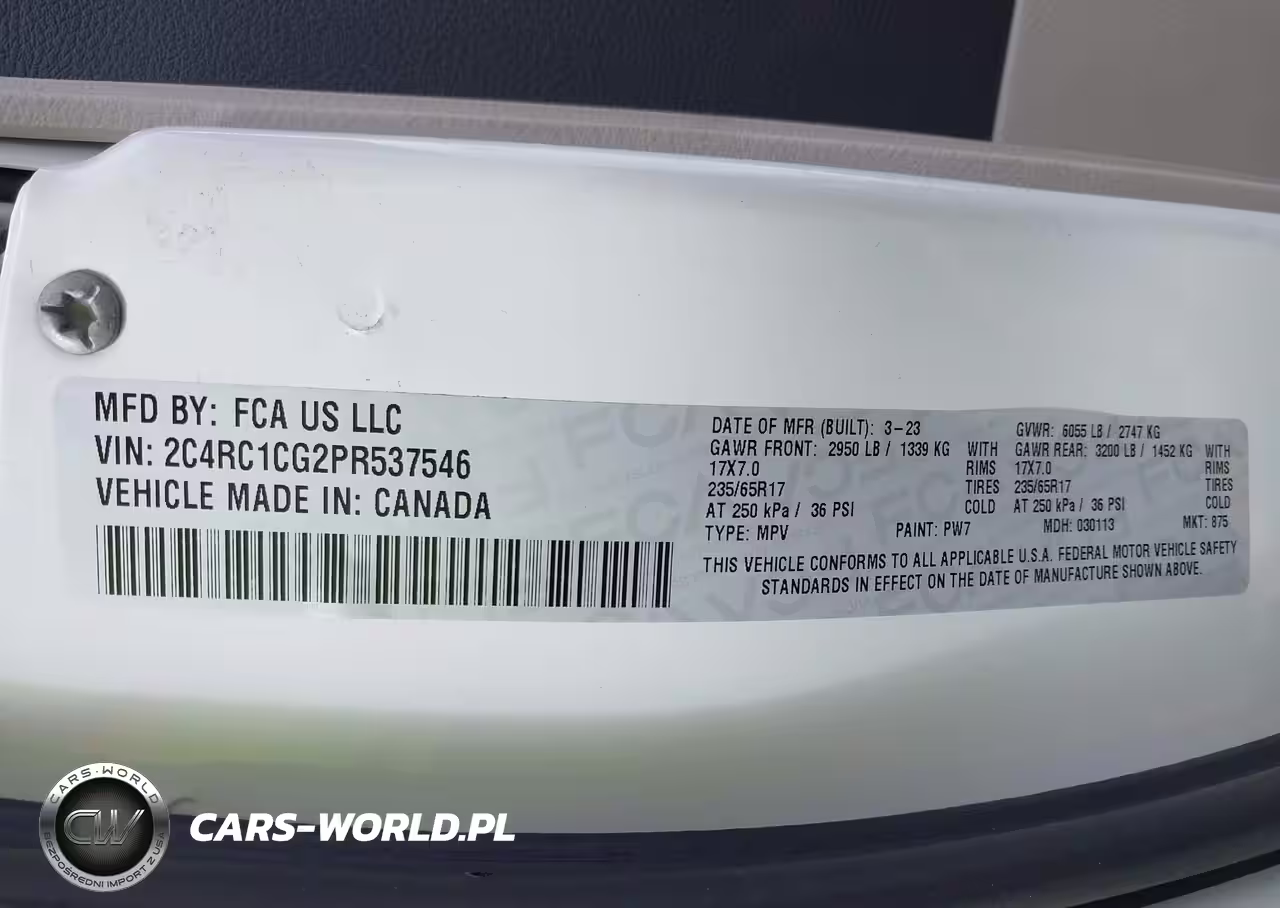 MFD BY: FCA US LLC
VIN: 2C4RC1CG2PR537546
VEHICLE MADE IN: CANADA
DATE OF MFR (BUILT): 3-23 GVWR: 6055 LB / 2747 KG
GAWR FRONT: 2950 LB / 1339 KG WITH GAWR REAR: 3200 LB / 1452 KG WITH
17X7.0 RIMS 17X7.0 RIMS
235/65R17 TIRES 235/65R17 TIRES
AT 250 kPa / 36 PSI COLD AT 250 kPa / 36 PSI COLD
TYPE: MPV PAINT: PW7 MDH: 030113 MKT: 875
THIS VEHICLE CONFORMS TO ALL APPLICABLE U.S.A. FEDERAL MOTOR VEHICLE SAFETY
STANDARDS IN EFFECT ON THE DATE OF MANUFACTURE SHOWN ABOVE.
CARS-WORLD
CW
BEZPOŚREDNI IMPORT Z USA
CARS-WORLD.PL